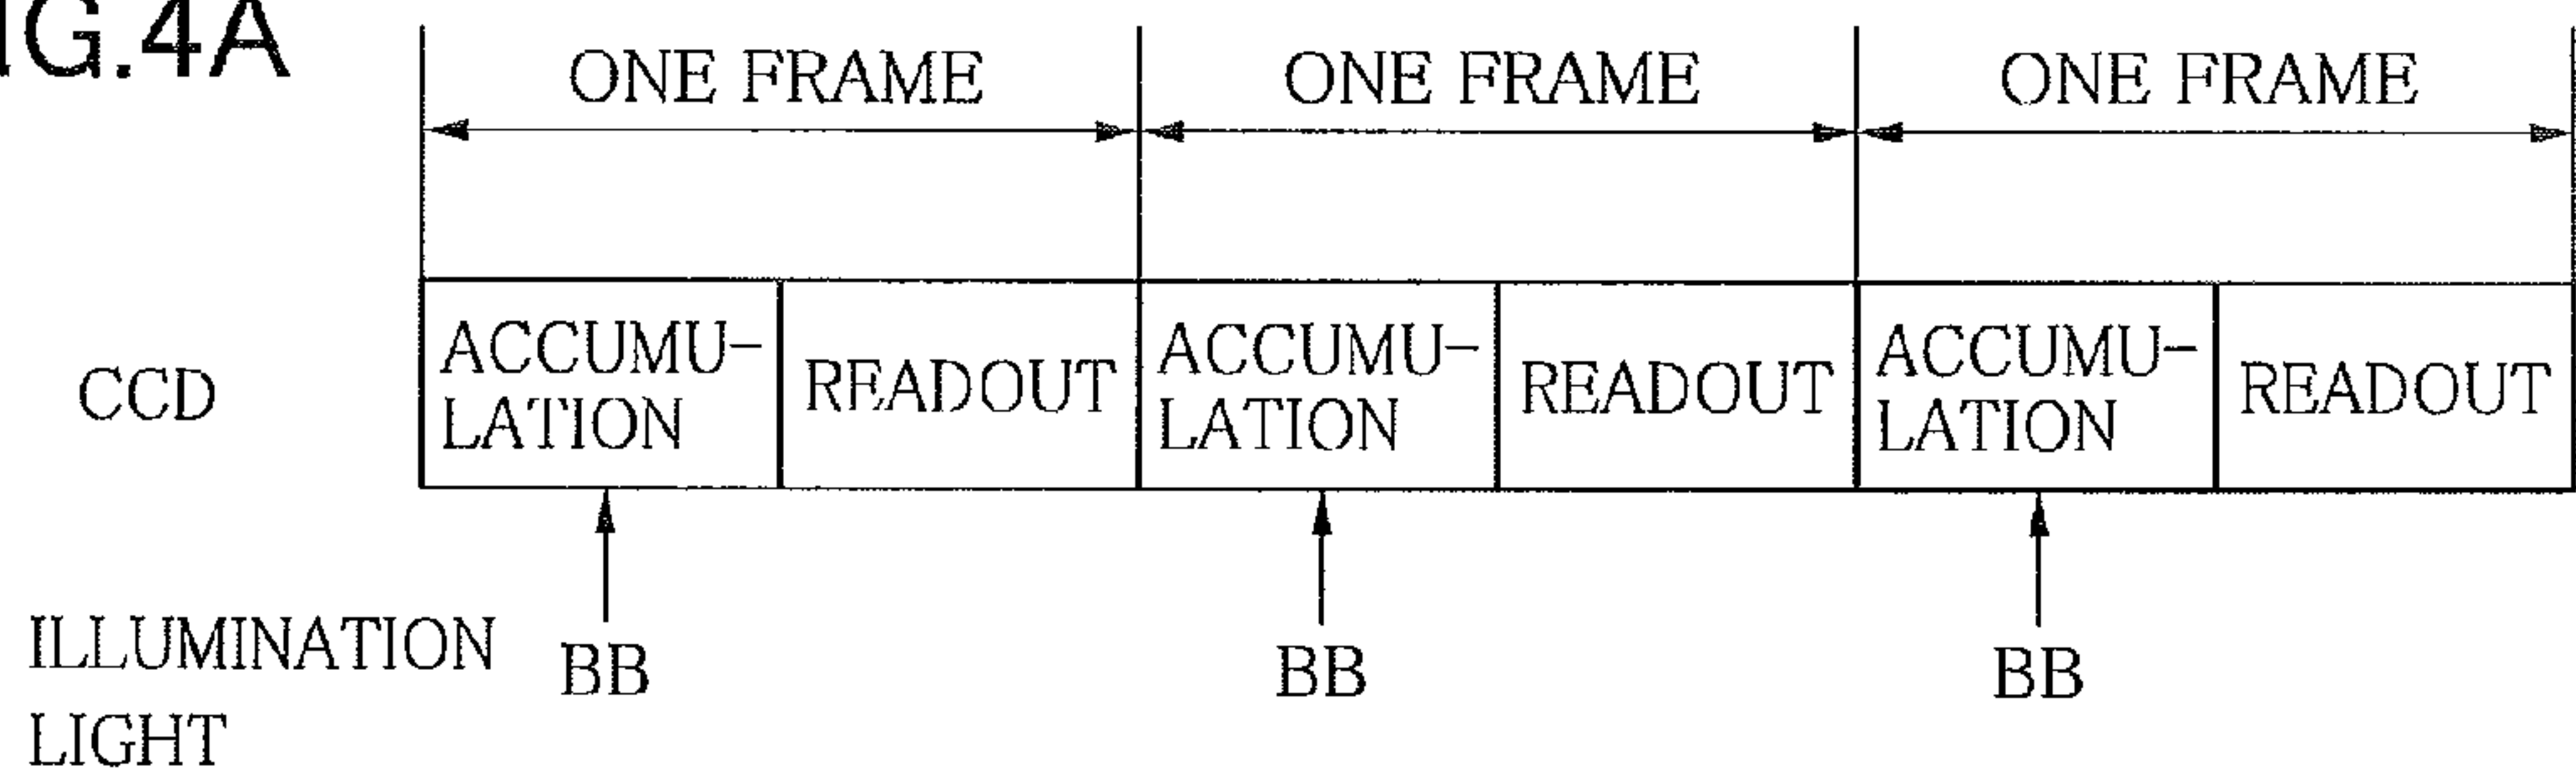 IG.4A
ONE FRAME ONE FRAME ONE FRAME
CCD
ACCUMU-
LATION
READOUT
ACCUMU-
LATION
READOUT
ACCUMU-
LATION
READOUT
ILLUMINATION
LIGHT
BB BB BB